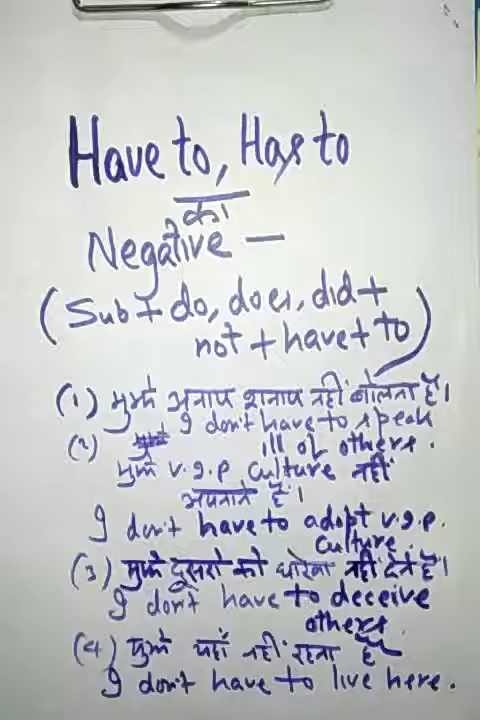 Have to, Has to
का
Negative —
(Sub + do, does, did +
not + have + to)
(1) मुझे अनाप शनाप नहीं बोलना है।
I don't have to speak
(2) ill of others.
मुझे v.g.p culture नहीं
अपनाने है।
I don't have to adopt v.g.p.
culture.
(3) मुझे दूसरो को धोखा नहीं देने है।
I don't have to deceive
others.
(4) मुझे यहाँ नहीं रहना है
I don't have to live here.